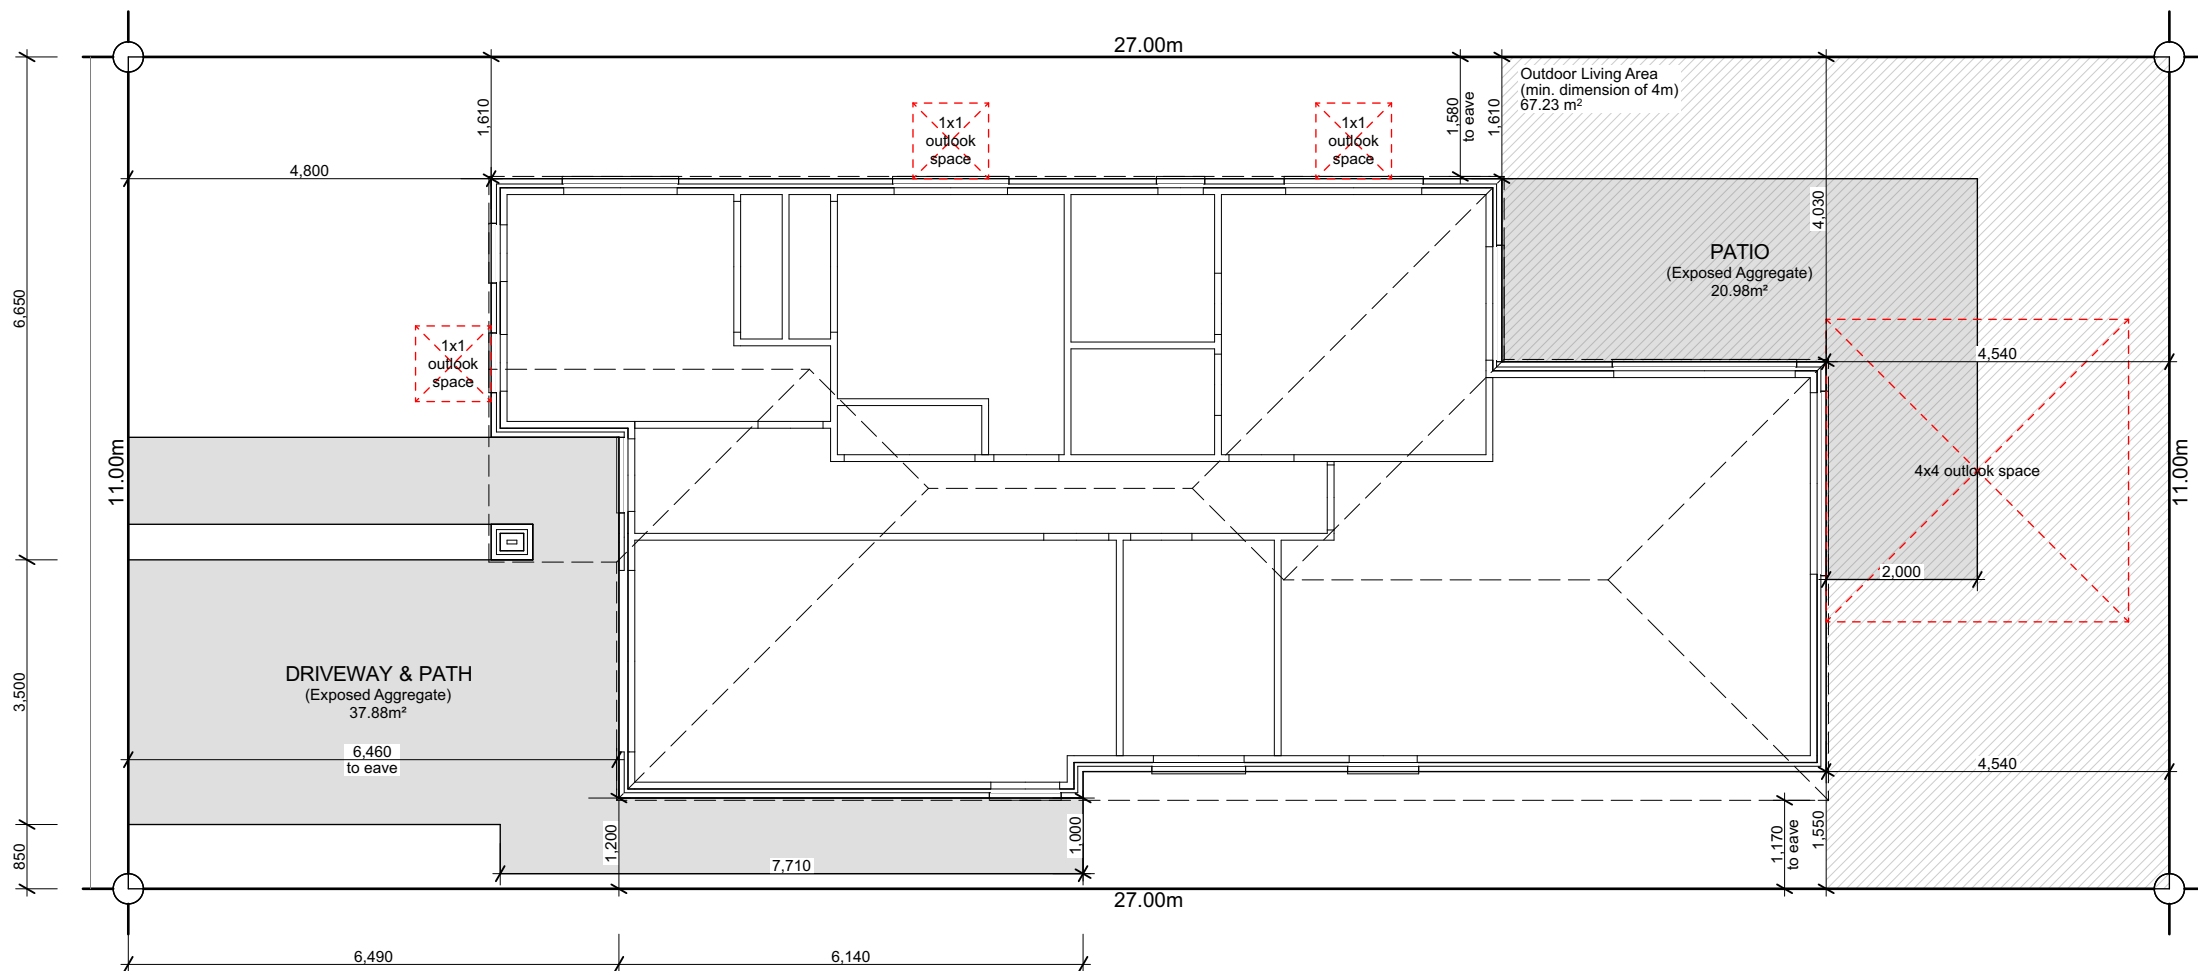 27.00m
Outdoor Living Area
(min. dimension of 4m)
67.23 m²
1,610
1x1
outlook
space
1x1
outlook
space
1,580
to eave
1,610
4,800
4,030
PATIO
(Exposed Aggregate)
20.98m²
6,650
1x1
outlook
space
4,540
11.00m
4x4 outlook space
11.00m
2,000
DRIVEWAY & PATH
(Exposed Aggregate)
37.88m²
3,500
6,460
to eave
4,540
850
1,200
1,000
1,170
to eave
1,550
7,710
27.00m
6,490
6,140